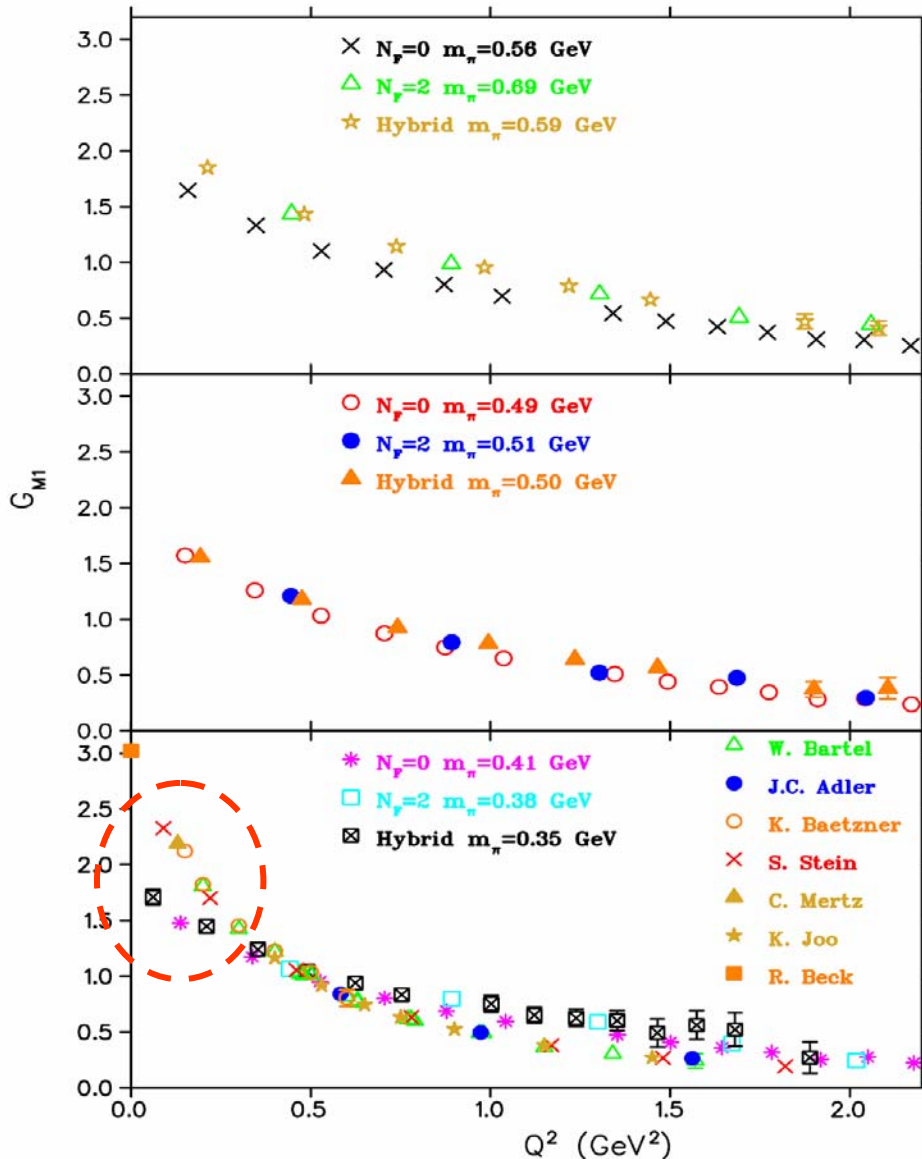 3.0
N_F=0 m_π=0.56 GeV
N_F=2 m_π=0.69 GeV
Hybrid m_π=0.59 GeV
2.5
2.0
1.5
1.0
0.5
0.0
3.0
N_F=0 m_π=0.49 GeV
N_F=2 m_π=0.51 GeV
Hybrid m_π=0.50 GeV
2.5
2.0
1.5
1.0
0.5
0.0
G_M1
3.0
N_F=0 m_π=0.41 GeV
N_F=2 m_π=0.38 GeV
Hybrid m_π=0.35 GeV
W. Bartel
J.C. Adler
K. Baetzner
S. Stein
C. Mertz
K. Joo
R. Beck
2.5
2.0
1.5
1.0
0.5
0.0
0.0 0.5 1.0 1.5 2.0
Q² (GeV²)